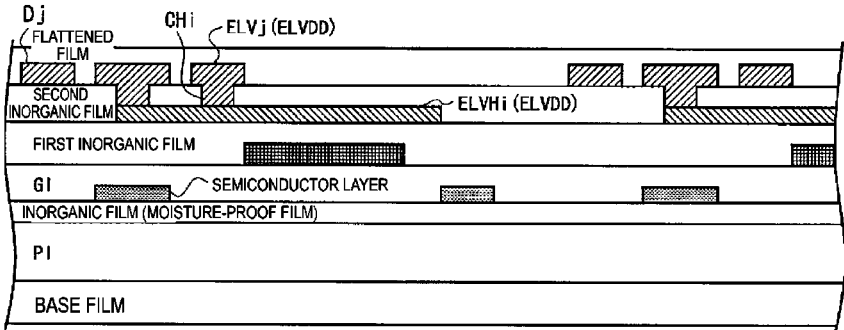 Dj
CHi
ELVj(ELVDD)
FLATTENED
FILM
SECOND
INORGANIC FILM
ELVHi(ELVDD)
FIRST INORGANIC FILM
GI
SEMICONDUCTOR LAYER
INORGANIC FILM (MOISTURE-PROOF FILM)
PI
BASE FILM